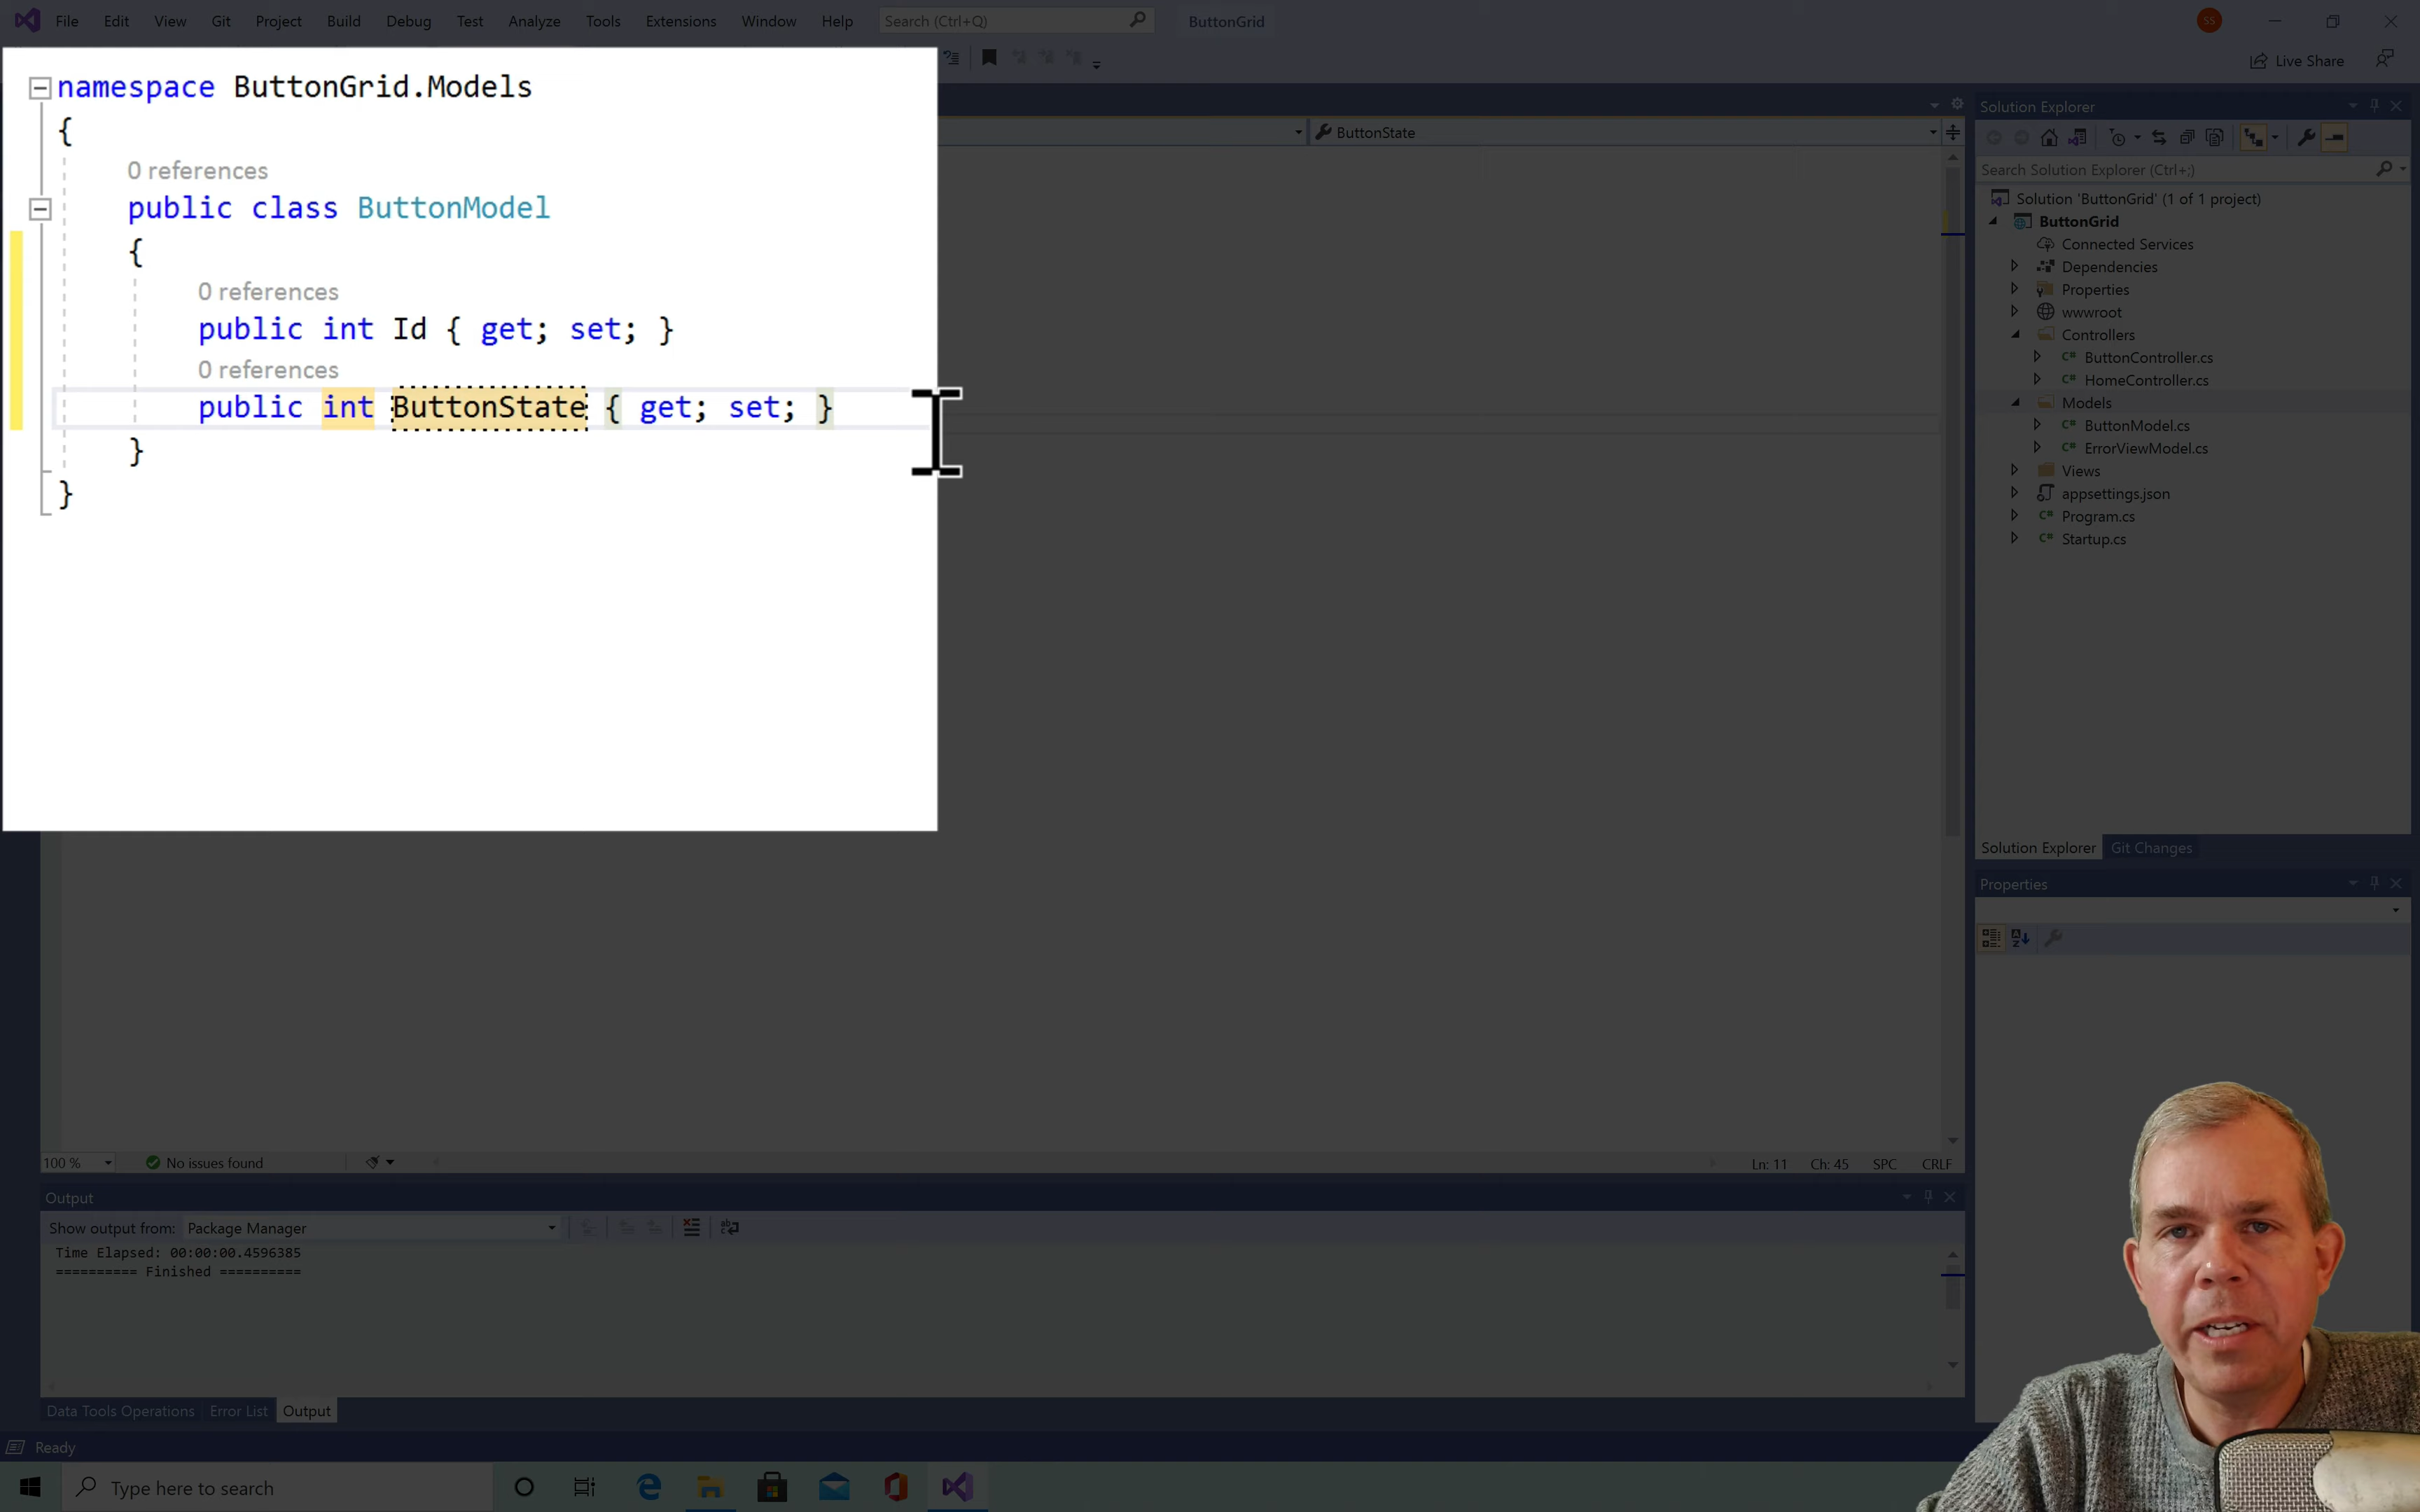 File Edit View Git Project Build Debug Test Analyze Tools Extensions Window Help Search (Ctrl+Q) ButtonGrid SS
Live Share
namespace ButtonGrid.Models
{
0 references
public class ButtonModel
{
0 references
public int Id { get; set; }
0 references
public int ButtonState { get; set; }
}
}
ButtonState
Solution Explorer
Search Solution Explorer (Ctrl+;)
Solution 'ButtonGrid' (1 of 1 project)
ButtonGrid
Connected Services
Dependencies
Properties
wwwroot
Controllers
C# ButtonController.cs
C# HomeController.cs
Models
C# ButtonModel.cs
C# ErrorViewModel.cs
Views
appsettings.json
C# Program.cs
C# Startup.cs
Solution Explorer Git Changes
Properties
100 % No issues found Ln: 11 Ch: 45 SPC CRLF
Output
Show output from: Package Manager
Time Elapsed: 00:00:00.4596385
========== Finished ==========
Data Tools Operations Error List Output
Ready
Type here to search